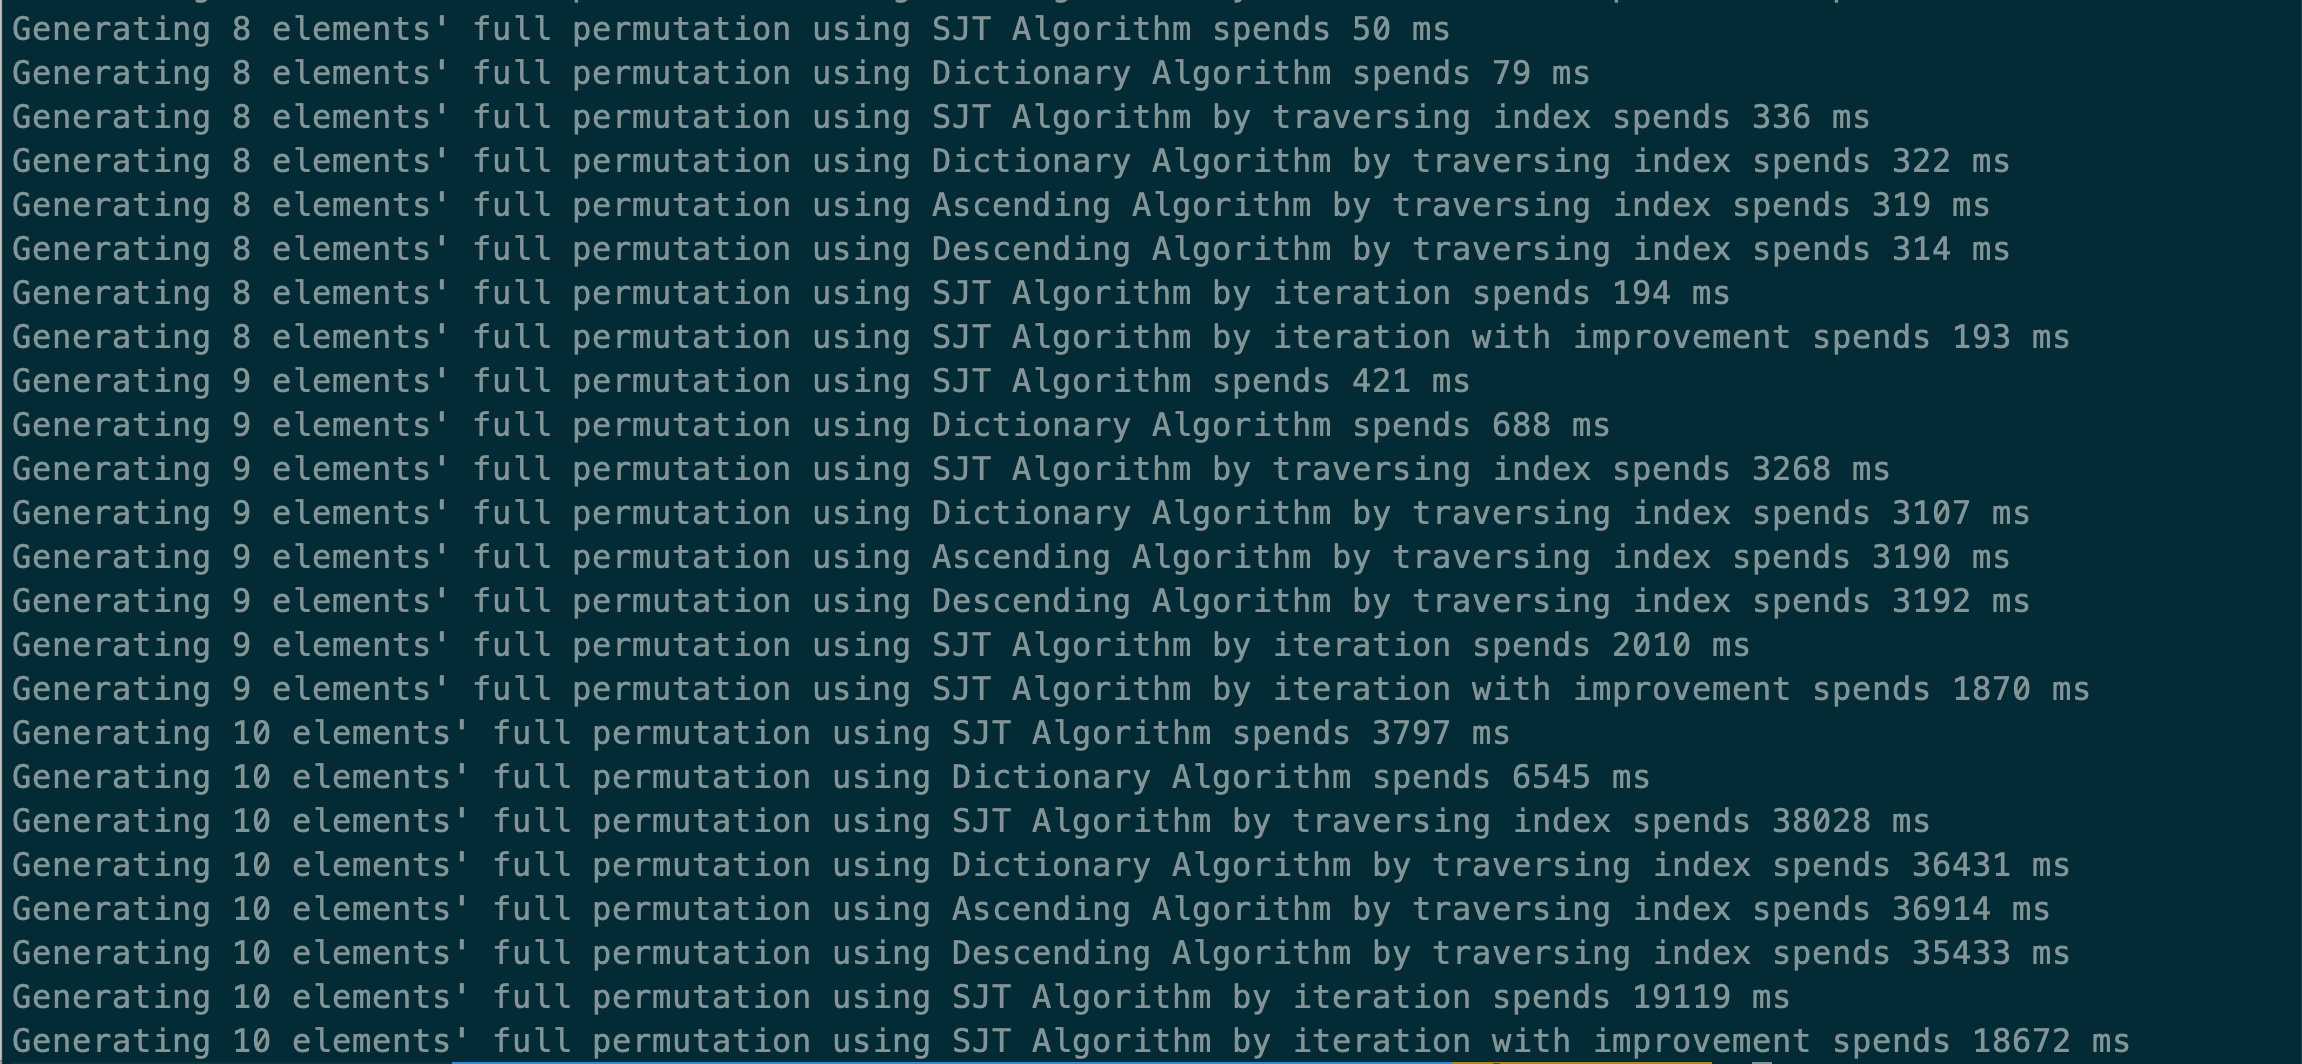 Generating 8 elements' full permutation using SJT Algorithm spends 50 ms
Generating 8 elements' full permutation using Dictionary Algorithm spends 79 ms
Generating 8 elements' full permutation using SJT Algorithm by traversing index spends 336 ms
Generating 8 elements' full permutation using Dictionary Algorithm by traversing index spends 322 ms
Generating 8 elements' full permutation using Ascending Algorithm by traversing index spends 319 ms
Generating 8 elements' full permutation using Descending Algorithm by traversing index spends 314 ms
Generating 8 elements' full permutation using SJT Algorithm by iteration spends 194 ms
Generating 8 elements' full permutation using SJT Algorithm by iteration with improvement spends 193 ms
Generating 9 elements' full permutation using SJT Algorithm spends 421 ms
Generating 9 elements' full permutation using Dictionary Algorithm spends 688 ms
Generating 9 elements' full permutation using SJT Algorithm by traversing index spends 3268 ms
Generating 9 elements' full permutation using Dictionary Algorithm by traversing index spends 3107 ms
Generating 9 elements' full permutation using Ascending Algorithm by traversing index spends 3190 ms
Generating 9 elements' full permutation using Descending Algorithm by traversing index spends 3192 ms
Generating 9 elements' full permutation using SJT Algorithm by iteration spends 2010 ms
Generating 9 elements' full permutation using SJT Algorithm by iteration with improvement spends 1870 ms
Generating 10 elements' full permutation using SJT Algorithm spends 3797 ms
Generating 10 elements' full permutation using Dictionary Algorithm spends 6545 ms
Generating 10 elements' full permutation using SJT Algorithm by traversing index spends 38028 ms
Generating 10 elements' full permutation using Dictionary Algorithm by traversing index spends 36431 ms
Generating 10 elements' full permutation using Ascending Algorithm by traversing index spends 36914 ms
Generating 10 elements' full permutation using Descending Algorithm by traversing index spends 35433 ms
Generating 10 elements' full permutation using SJT Algorithm by iteration spends 19119 ms
Generating 10 elements' full permutation using SJT Algorithm by iteration with improvement spends 18672 ms